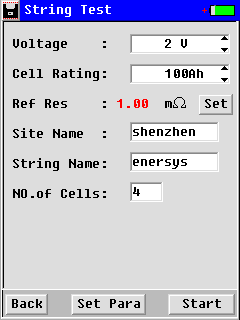 String Test
Voltage : 2 V
Cell Rating: 100Ah
Ref Res : 1.00 mΩ Set
Site Name : shenzhen
String Name: enersys
NO.of Cells: 4
Back Set Para Start